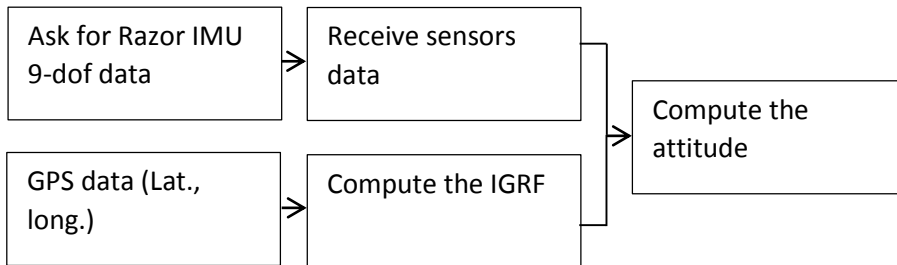 Ask for Razor IMU
9-dof data
Receive sensors
data
Compute the
attitude
GPS data (Lat.,
long.)
Compute the IGRF